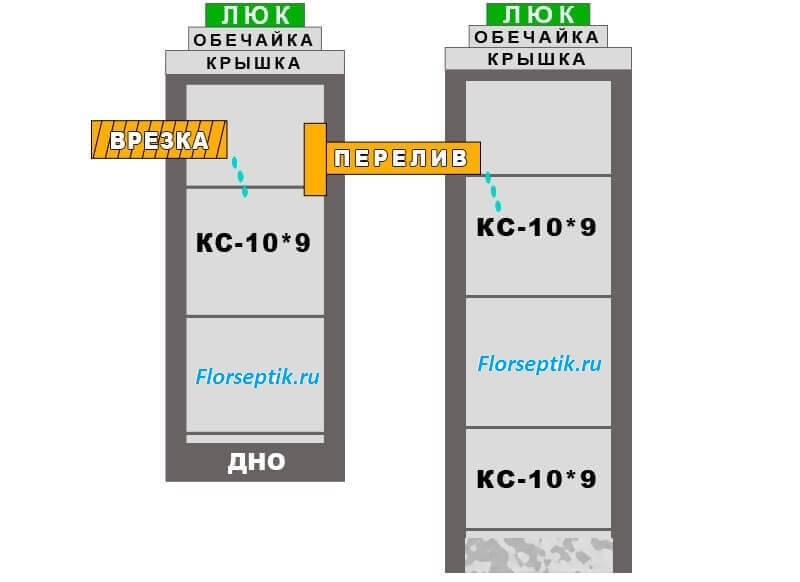 ЛЮК
ОБЕЧАЙКА
КРЫШКА
ВРЕЗКА
КС-10*9
Florseptik.ru
ДНО
ПЕРЕЛИВ
ЛЮК
ОБЕЧАЙКА
КРЫШКА
КС-10*9
Florseptik.ru
КС-10*9